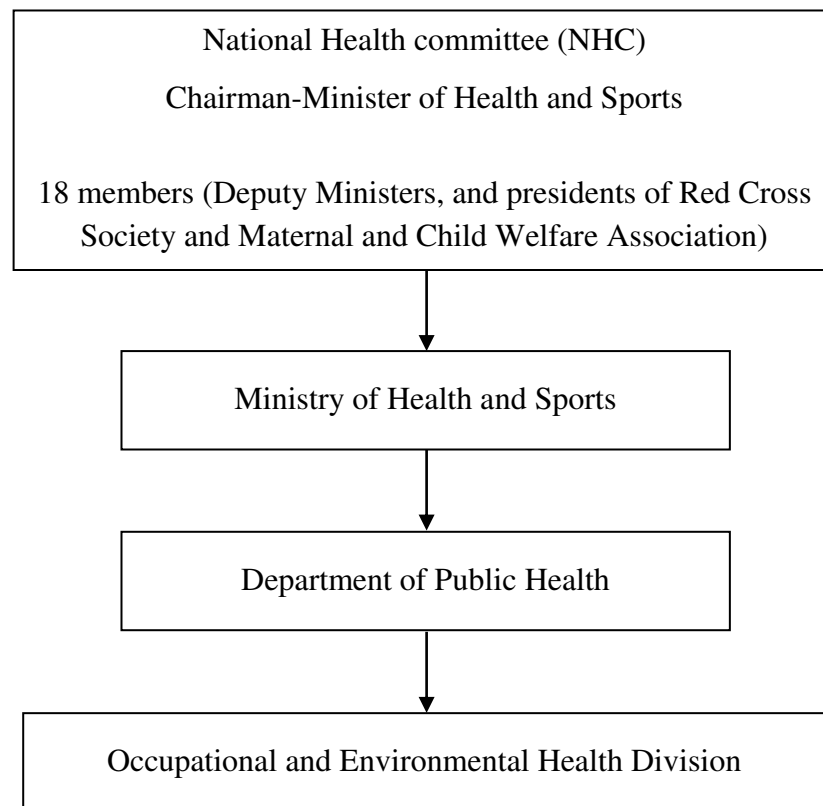 National Health committee (NHC)
Chairman-Minister of Health and Sports
18 members (Deputy Ministers, and presidents of Red Cross
Society and Maternal and Child Welfare Association)
Ministry of Health and Sports
Department of Public Health
Occupational and Environmental Health Division